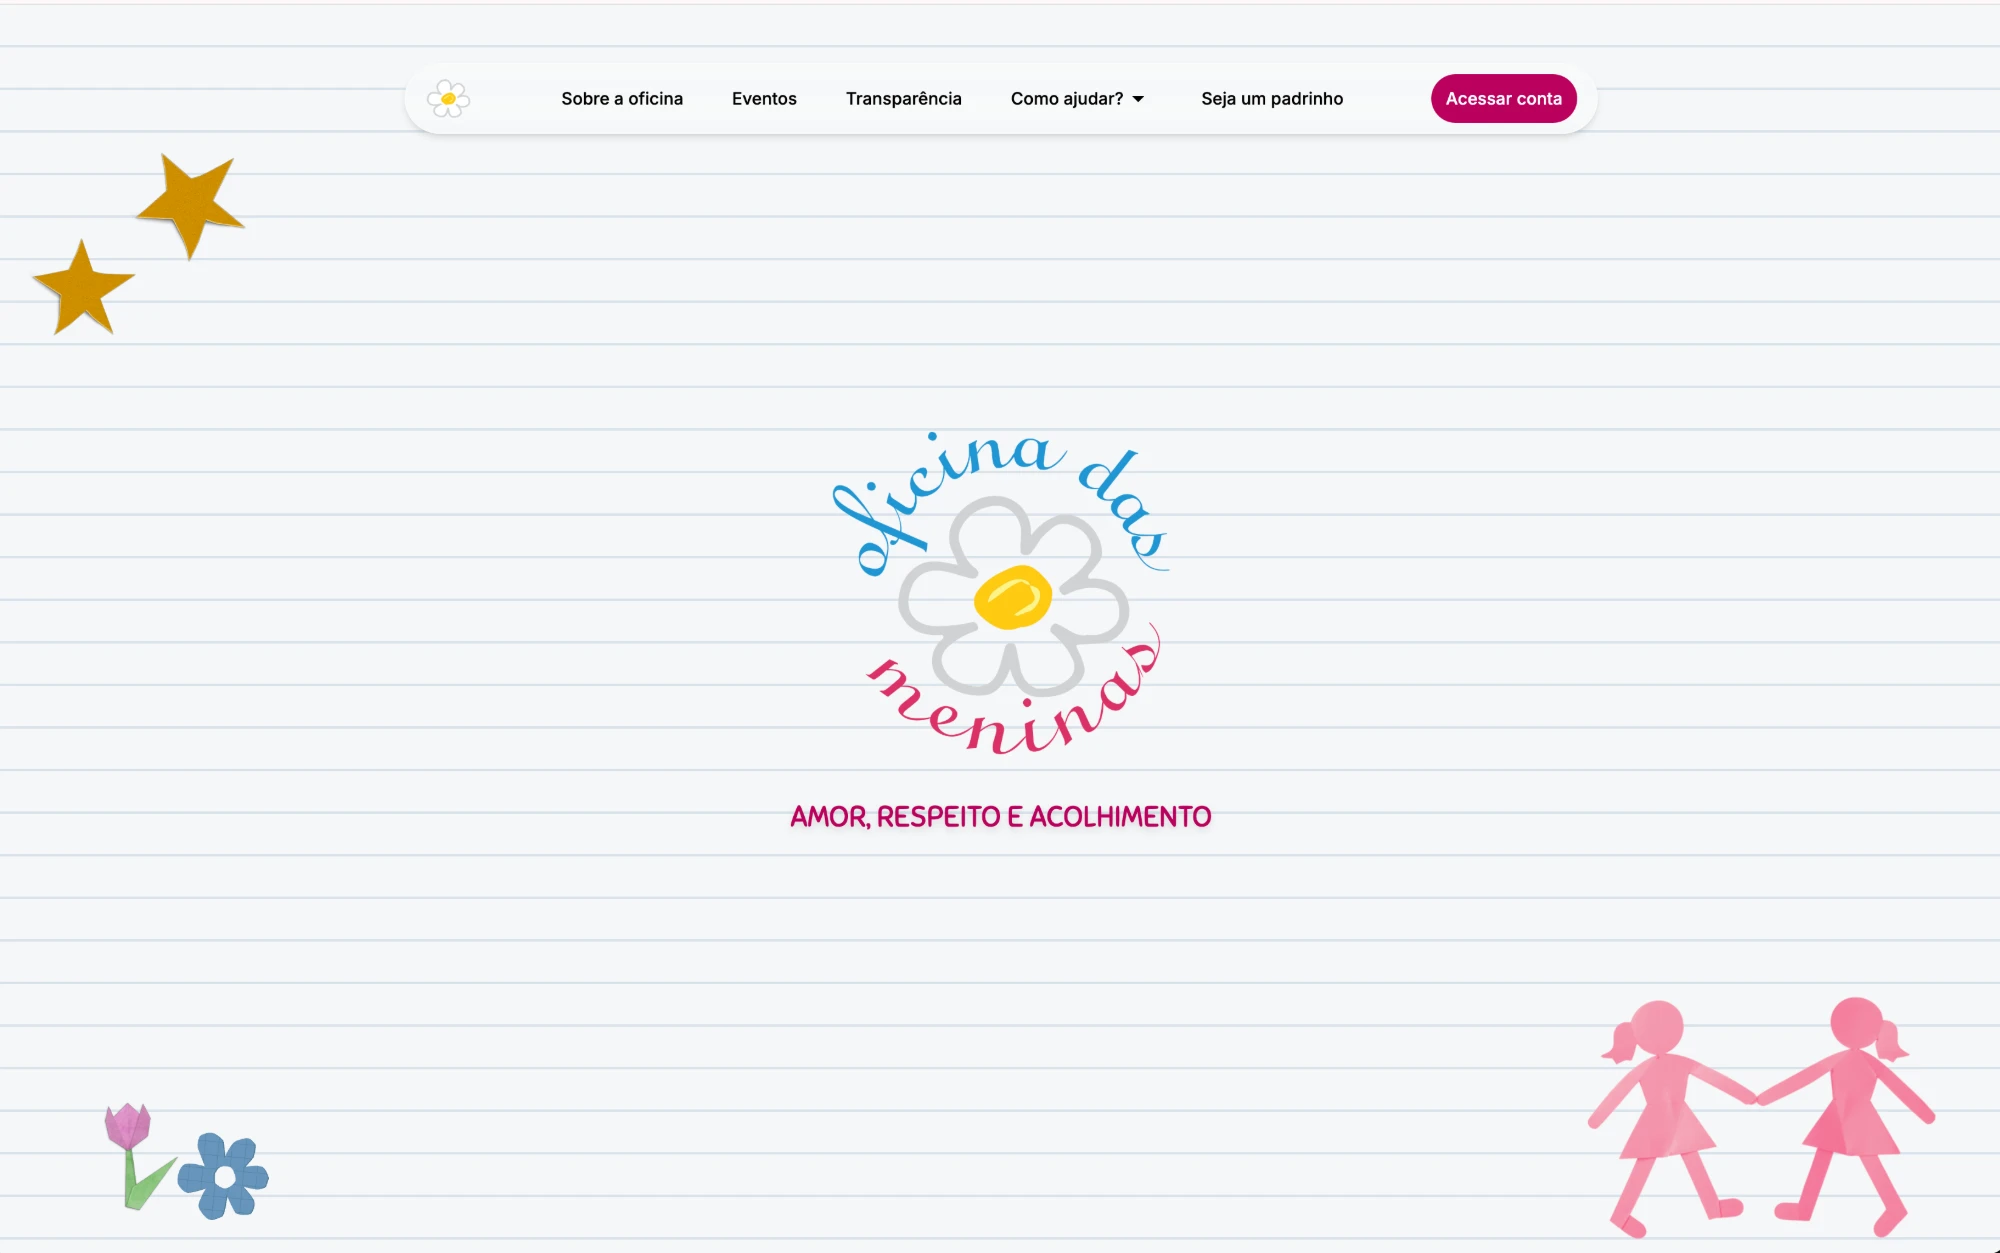 Sobre a oficina
Eventos
Transparência
Como ajudar?
Seja um padrinho
Acessar conta
oficina das
meninas
AMOR, RESPEITO E ACOLHIMENTO